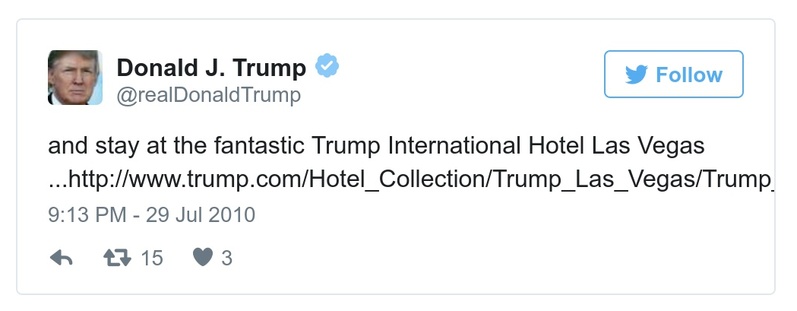 Donald J. Trump
Follow
@realDonaldTrump
and stay at the fantastic Trump International Hotel Las Vegas
...http://www.trump.com/Hotel_Collection/Trump_Las_Vegas/Trump_
9:13 PM - 29 Jul 2010
15 3